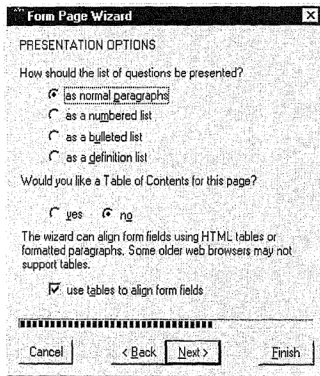 Form Page Wizard
PRESENTATION OPTIONS
How should the list of questions be presented?
as normal paragraphs
as a numbered list
as a bulleted list
as a definition list
Would you like a Table of Contents for this page?
yes no
The wizard can align form fields using HTML tables or
formatted paragraphs. Some older web browsers may not
support tables.
use tables to align form fields
Cancel < Back Next > Finish